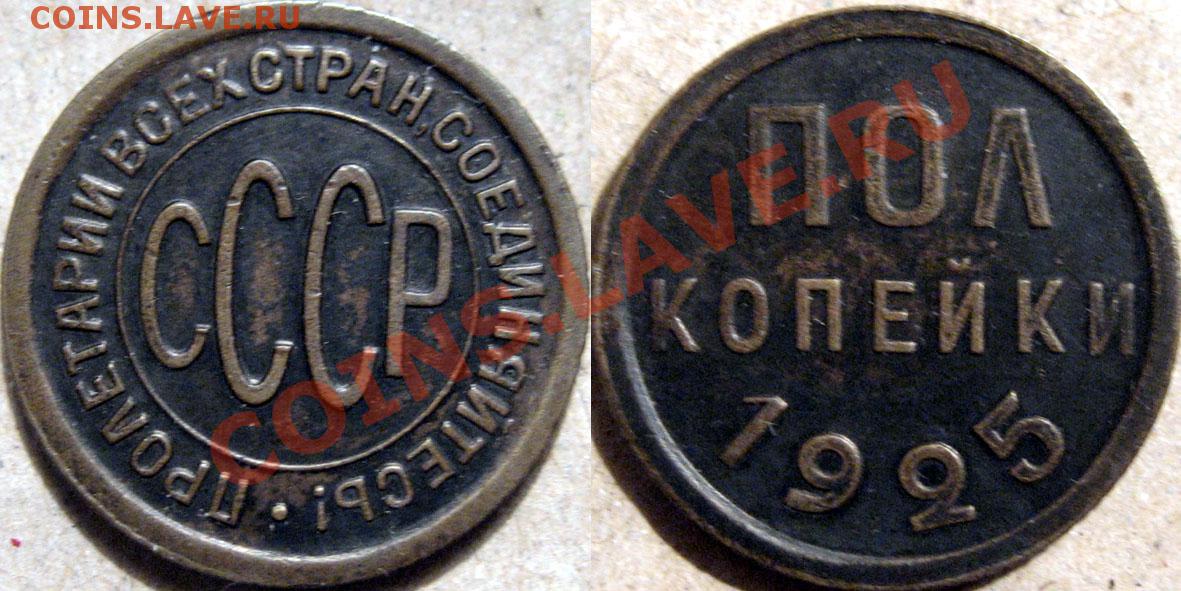 COINS.LAVE.RU
ПРОЛЕТАРИИ ВСЕХ СТРАН, СОЕДИНЯЙТЕСЬ! •
СССР
ПОЛ
КОПЕЙКИ
1925
COINS.LAVE.RU